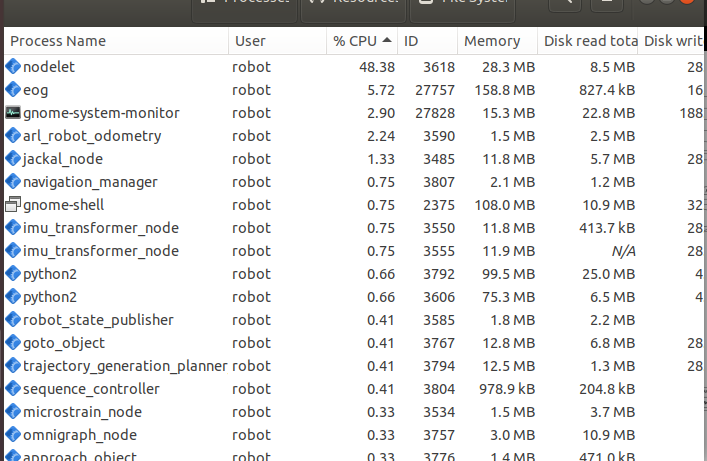 Process Name User % CPU ID Memory Disk read tota Disk writ
nodelet robot 48.38 3618 28.3 MB 8.5 MB 28
eog robot 5.72 27757 158.8 MB 827.4 kB 16
gnome-system-monitor robot 2.90 27828 15.3 MB 22.8 MB 188
arl_robot_odometry robot 2.24 3590 1.5 MB 2.5 MB
jackal_node robot 1.33 3485 11.8 MB 5.7 MB 28
navigation_manager robot 0.75 3807 2.1 MB 1.2 MB
gnome-shell robot 0.75 2375 108.0 MB 10.9 MB 32
imu_transformer_node robot 0.75 3550 11.8 MB 413.7 kB 28
imu_transformer_node robot 0.75 3555 11.9 MB N/A 28
python2 robot 0.66 3792 99.5 MB 25.0 MB 4
python2 robot 0.66 3606 75.3 MB 6.5 MB 4
robot_state_publisher robot 0.41 3585 1.8 MB 2.2 MB
goto_object robot 0.41 3767 12.8 MB 6.8 MB 28
trajectory_generation_planner robot 0.41 3794 12.5 MB 1.3 MB 28
sequence_controller robot 0.41 3804 978.9 kB 204.8 kB
microstrain_node robot 0.33 3534 1.5 MB 3.7 MB
omnigraph_node robot 0.33 3757 3.0 MB 10.9 MB
approach_object robot 0.33 3776 1.4 MB 471.0 kB